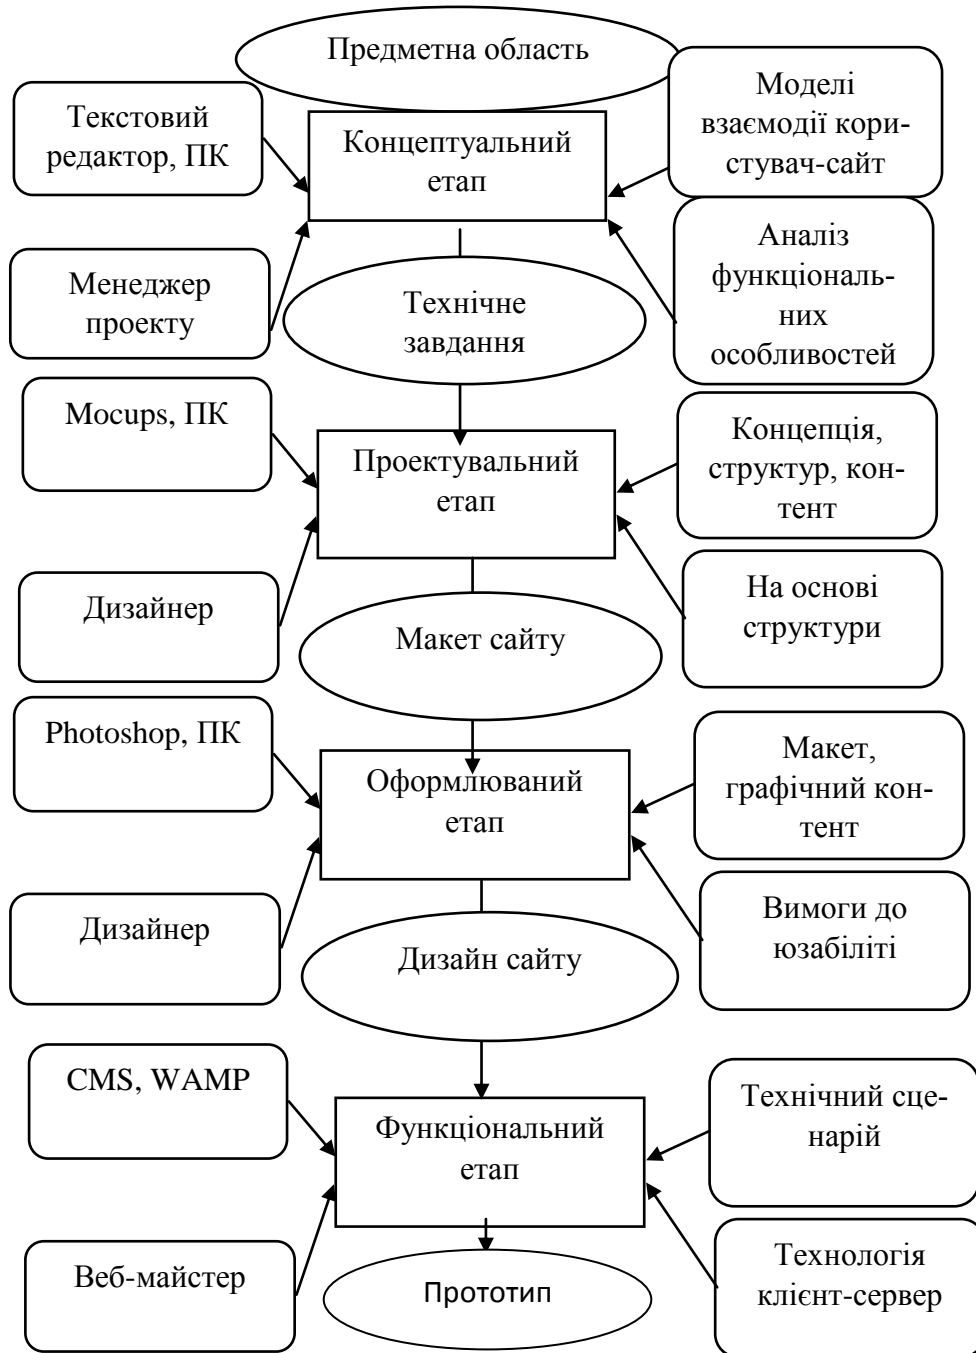 Предметна область
Текстовий
редактор, ПК
Концептуальний
етап
Моделі
взаємодії кори-
стувач-сайт
Менеджер
проекту
Технічне
завдання
Аналіз
функціональ-
них
особливостей
Mocups, ПК
Проектувальний
етап
Концепція,
структур, кон-
тент
Дизайнер
Макет сайту
На основі
структури
Photoshop, ПК
Оформлюваний
етап
Макет,
графічний кон-
тент
Дизайнер
Дизайн сайту
Вимоги до
юзабіліті
CMS, WAMP
Функціональний
етап
Технічний сце-
нарій
Веб-майстер
Прототип
Технологія
клієнт-сервер